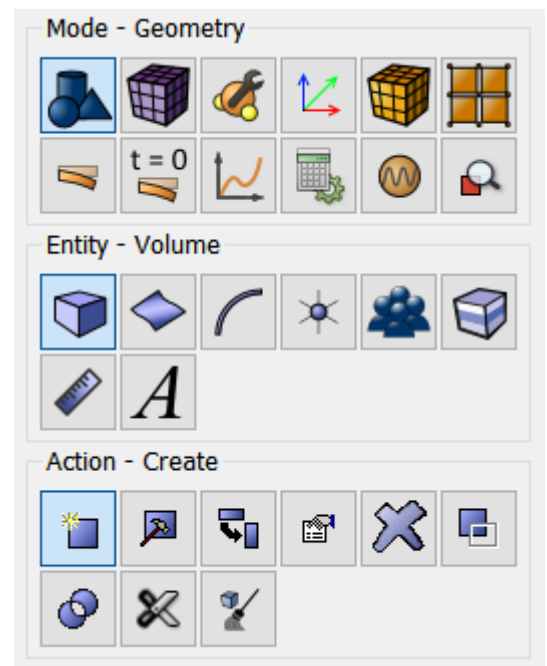 Mode - Geometry
t = 0
Entity - Volume
A
Action - Create